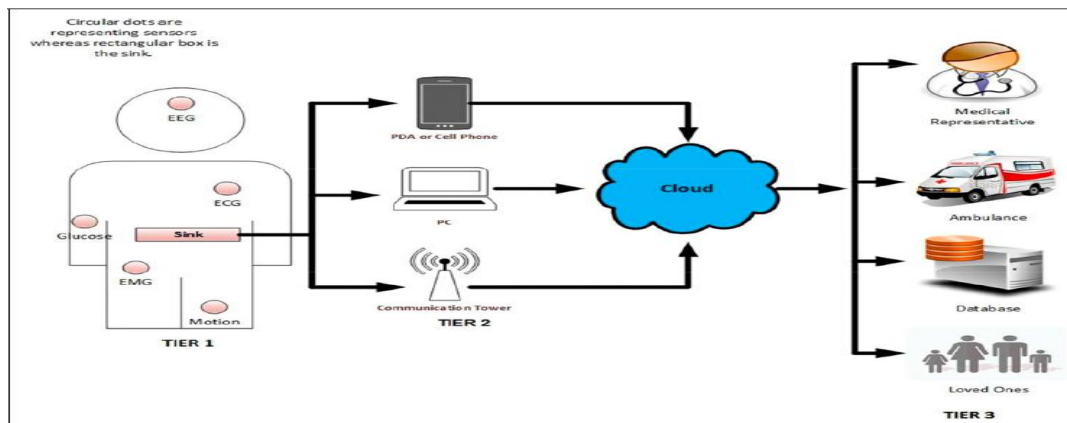 Circular dots are
representing sensors
whereas rectangular box is
the sink.
EEG
ECG
Glucose
Sink
EMG
Motion
TIER 1
PDA or Cell Phone
PC
Communication Tower
TIER 2
Cloud
Medical
Representative
Ambulance
Database
Loved Ones
TIER 3